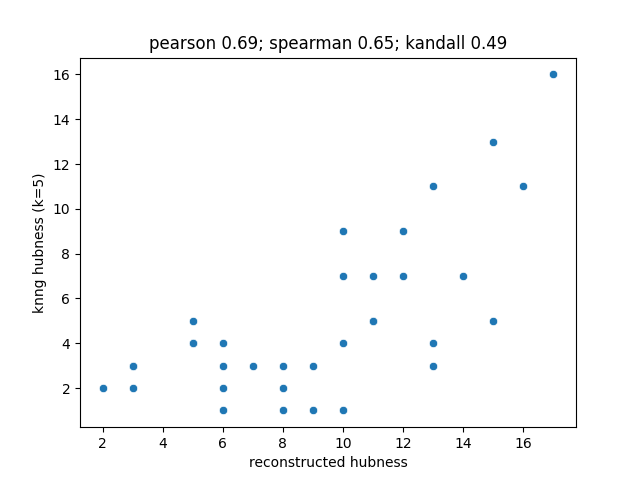 pearson 0.69; spearman 0.65; kandall 0.49
16
14
12
10
8
6
4
2
knng hubness (k=5)
2 4 6 8 10 12 14 16
reconstructed hubness